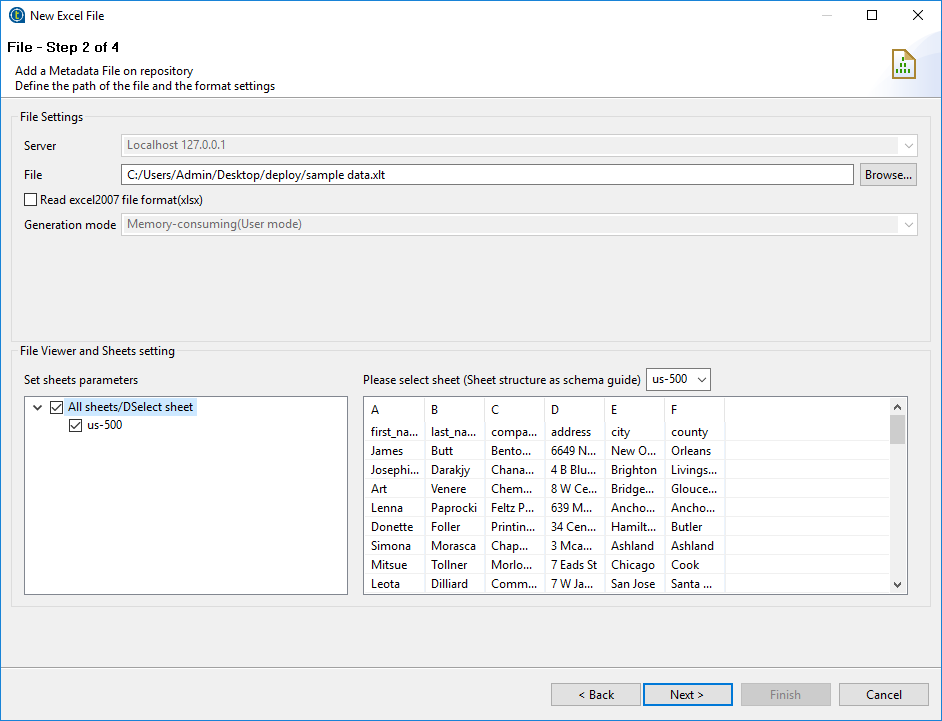 New Excel File
File - Step 2 of 4
Add a Metadata File on repository
Define the path of the file and the format settings
File Settings
Server Localhost 127.0.0.1
File C:/Users/Admin/Desktop/deploy/sample data.xlt Browse...
Read excel2007 file format(xlsx)
Generation mode Memory-consuming(User mode)
File Viewer and Sheets setting
Set sheets parameters
Please select sheet (Sheet structure as schema guide) us-500
All sheets/DSelect sheet
us-500
A B C D E F
first_na... last_na... compa... address city county
James Butt Bento... 6649 N... New O... Orleans
Josephi... Darakjy Chana... 4 B Blu... Brighton Livings...
Art Venere Chem... 8 W Ce... Bridge... Glouce...
Lenna Paprocki Feltz P... 639 M... Ancho... Ancho...
Donette Foller Printin... 34 Cen... Hamilt... Butler
Simona Morasca Chap... 3 Mca... Ashland Ashland
Mitsue Tollner Morlo... 7 Eads St Chicago Cook
Leota Dilliard Comm... 7 W Ja... San Jose Santa ...
< Back Next > Finish Cancel